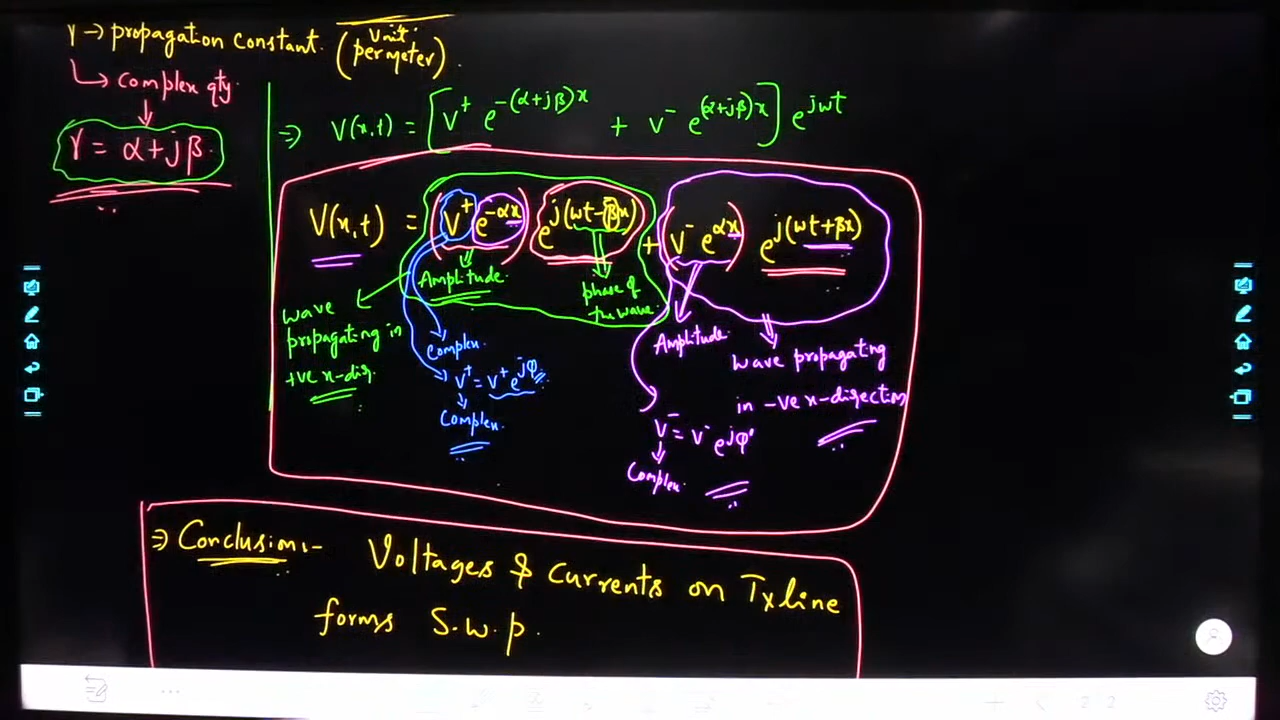 γ → propagation constant. (Unit: per meter).
↳ complex qty.
γ = α + jβ.
⇒ V(x,t) = [V⁺ e^-(α+jβ)x + V⁻ e^(α+jβ)x] e^jωt
V(x,t) = (V⁺ e^-αx) e^j(ωt-βx) + (V⁻ e^αx) e^j(ωt+βx)
Amplitude.
phase of
the wave.
wave
propagating in
+ve x-dir.
Complex.
V⁺ = V⁺ e^jφ
Complex.
Amplitude.
wave propagating
in -ve x-direction
V⁻ = V⁻ e^jφ'
Complex.
⇒ Conclusion:- Voltages & Currents on Txline
forms S.W.P.